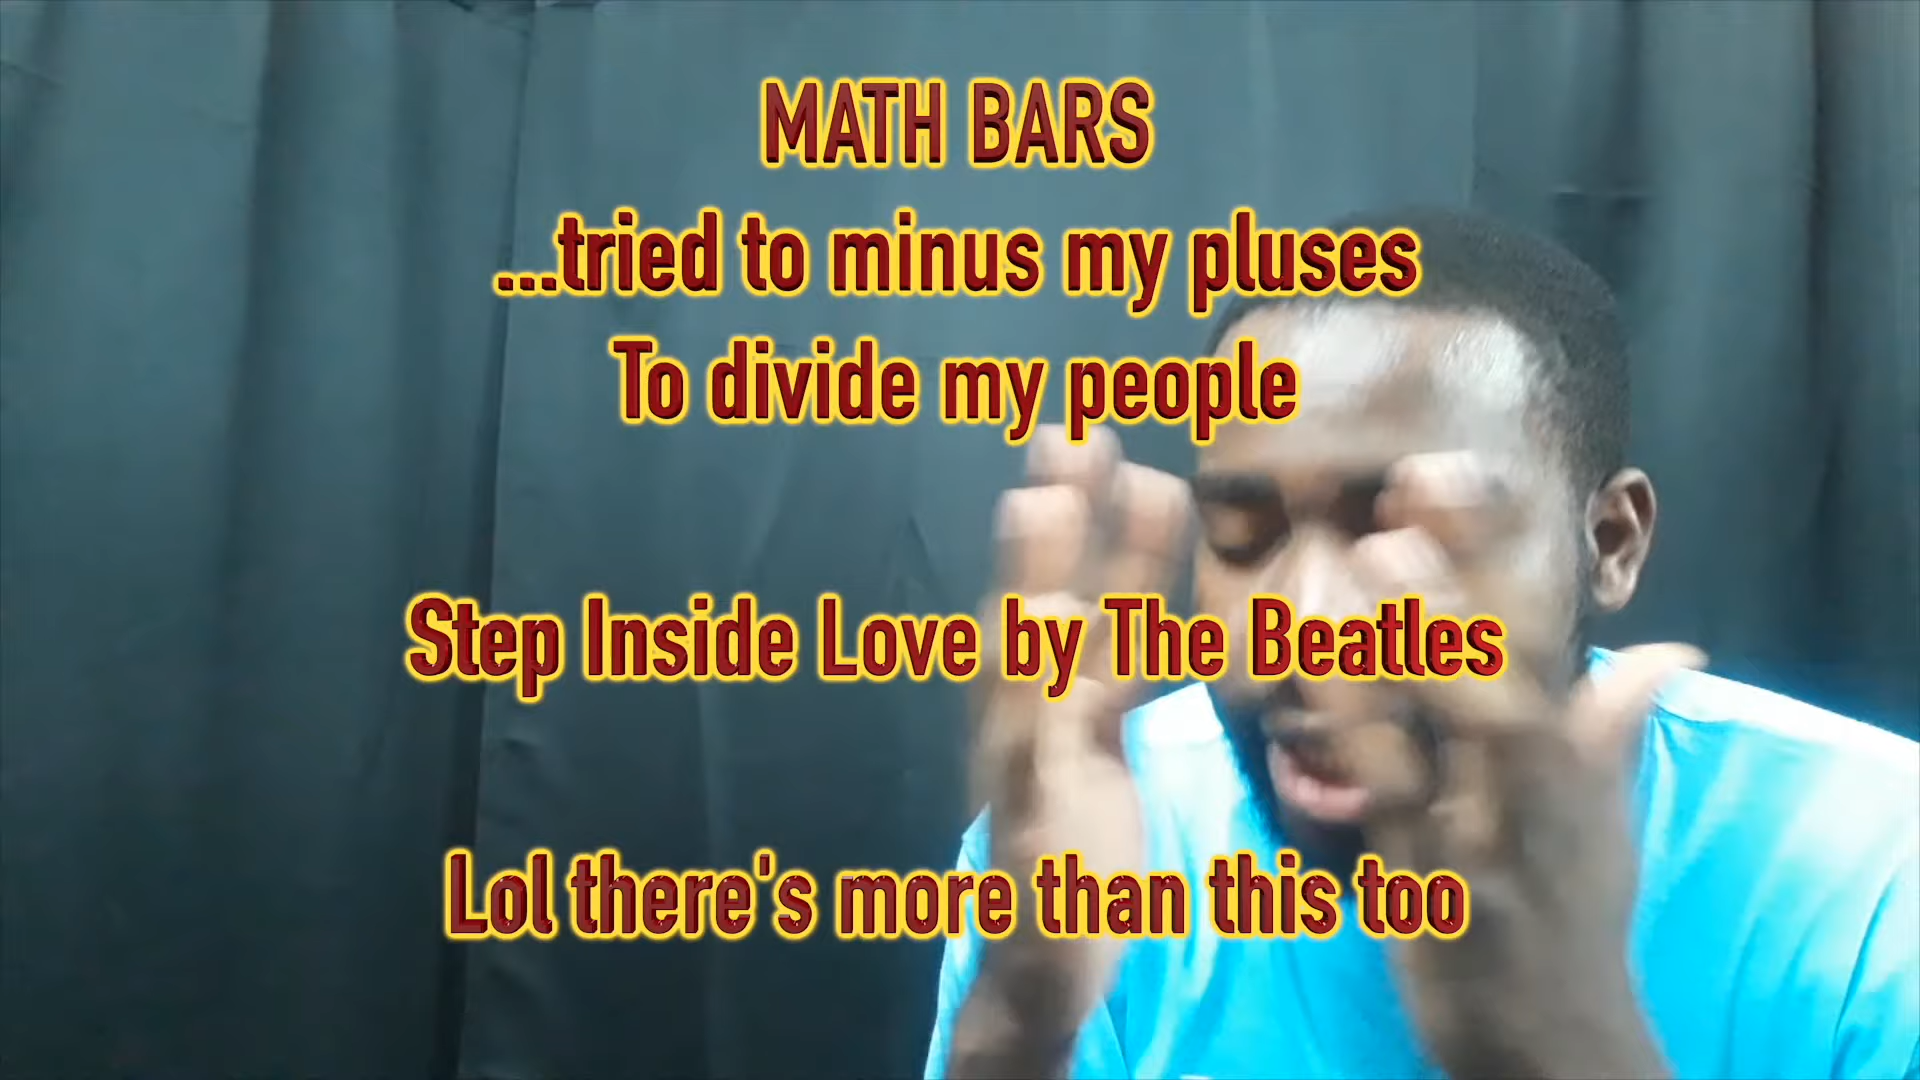 MATH BARS
...tried to minus my pluses
To divide my people
Step Inside Love by The Beatles
Lol there's more than this too